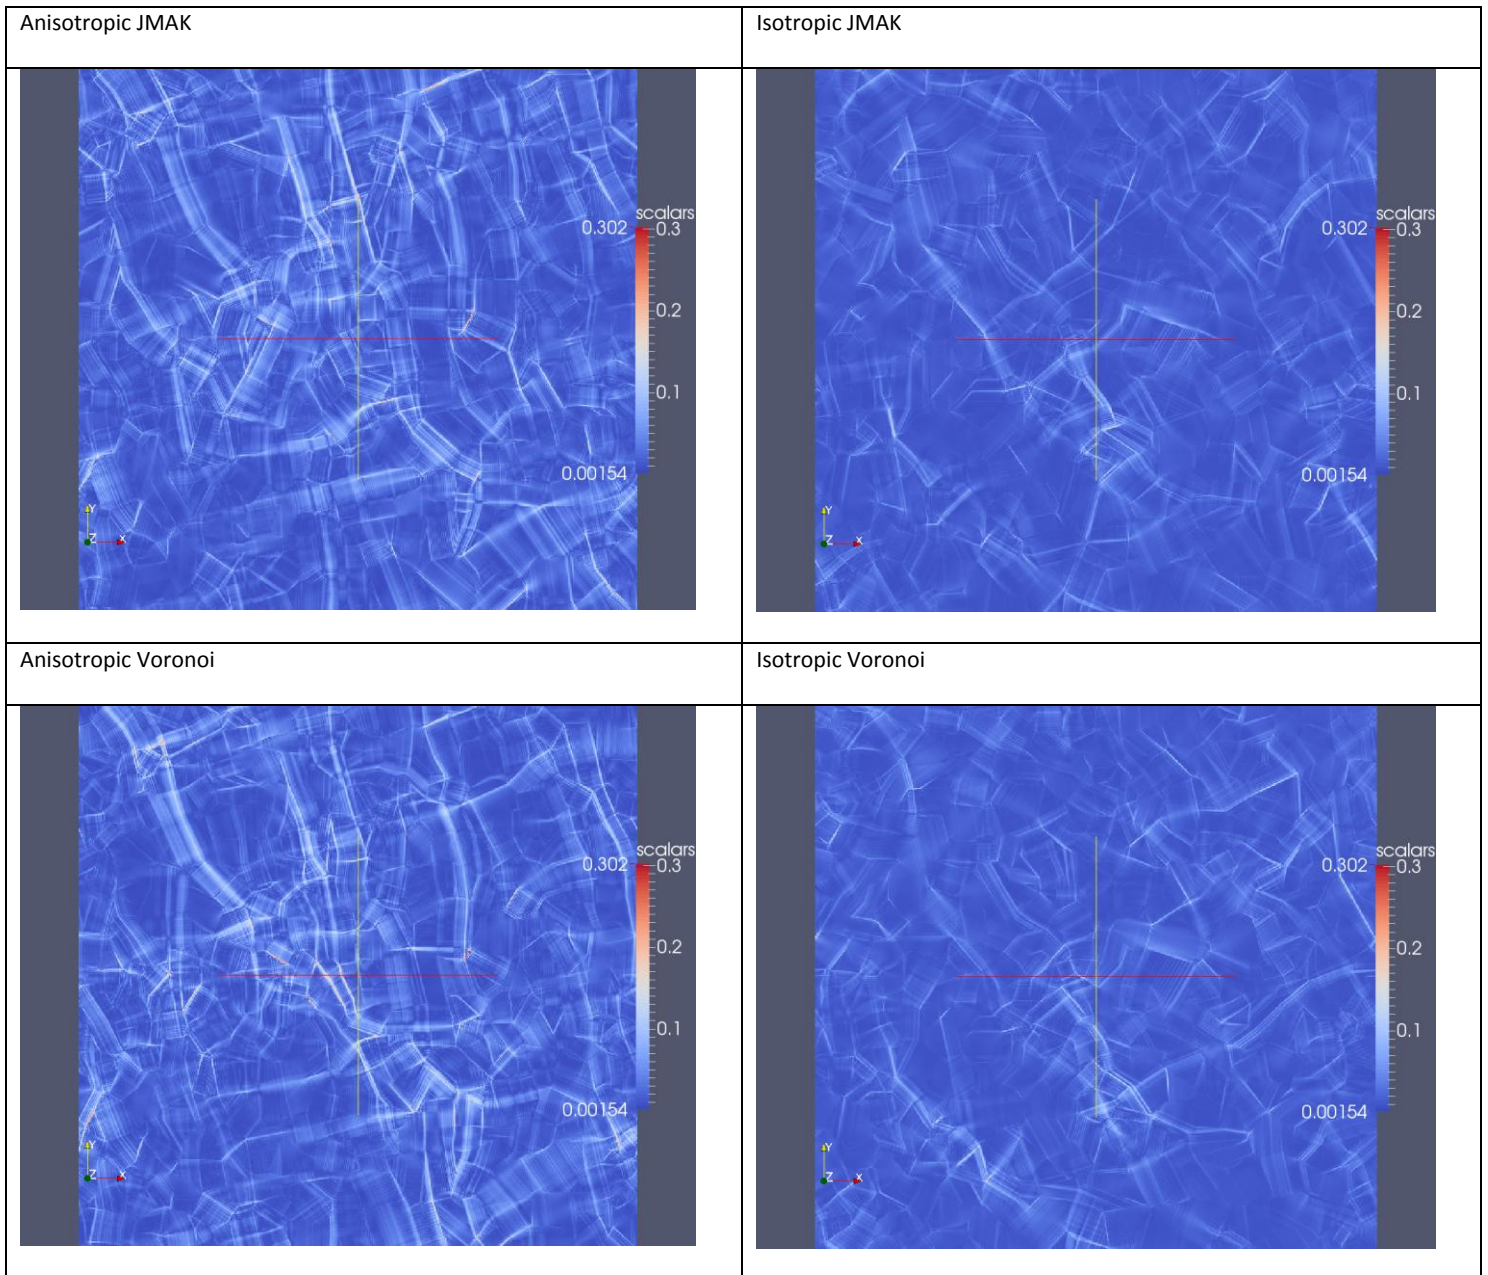 Anisotropic JMAK
Isotropic JMAK
scalars
0.302
0.3
0.2
0.1
0.00154
Y
Z
X
scalars
0.302
0.3
0.2
0.1
0.00154
Y
Z
X
Anisotropic Voronoi
Isotropic Voronoi
scalars
0.302
0.3
0.2
0.1
0.00154
Y
Z
X
scalars
0.302
0.3
0.2
0.1
0.00154
Y
Z
X